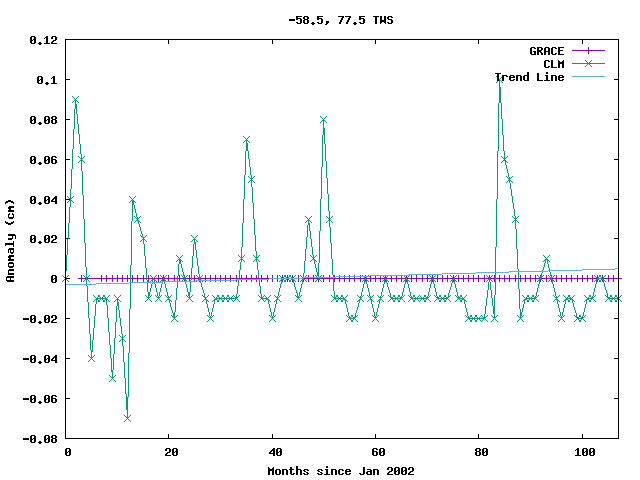 -58.5, 77.5 TWS
0.12
0.1
0.08
0.06
0.04
0.02
0
-0.02
-0.04
-0.06
-0.08
Anomaly (cm)
GRACE
CLM
Trend Line
0 20 40 60 80 100
Months since Jan 2002